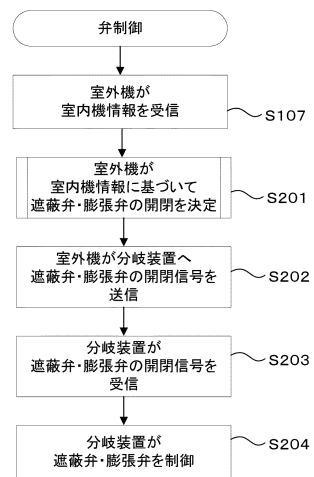 弁制御
室外機が
室内機情報を受信
S107
室外機が
室内機情報に基づいて
遮蔽弁・膨張弁の開閉を決定
S201
室外機が分岐装置へ
遮蔽弁・膨張弁の開閉信号を
送信
S202
分岐装置が
遮蔽弁・膨張弁の開閉信号を
受信
S203
分岐装置が
遮蔽弁・膨張弁を制御
S204